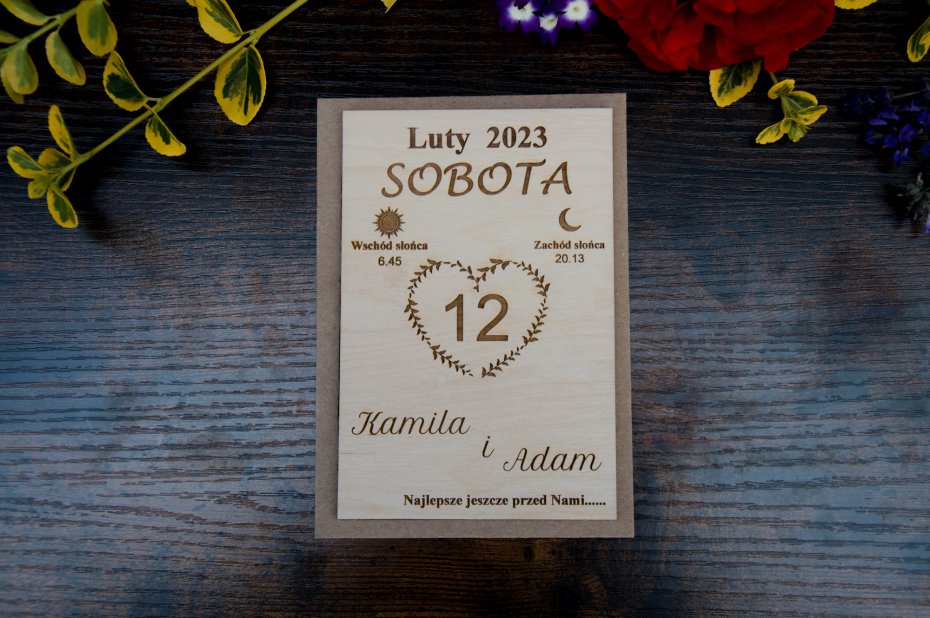 Luty 2023
SOBOTA
Wschód słońca
6.45
Zachód słońca
20.13
12
Kamila
i
Adam
Najlepsze jeszcze przed Nami......